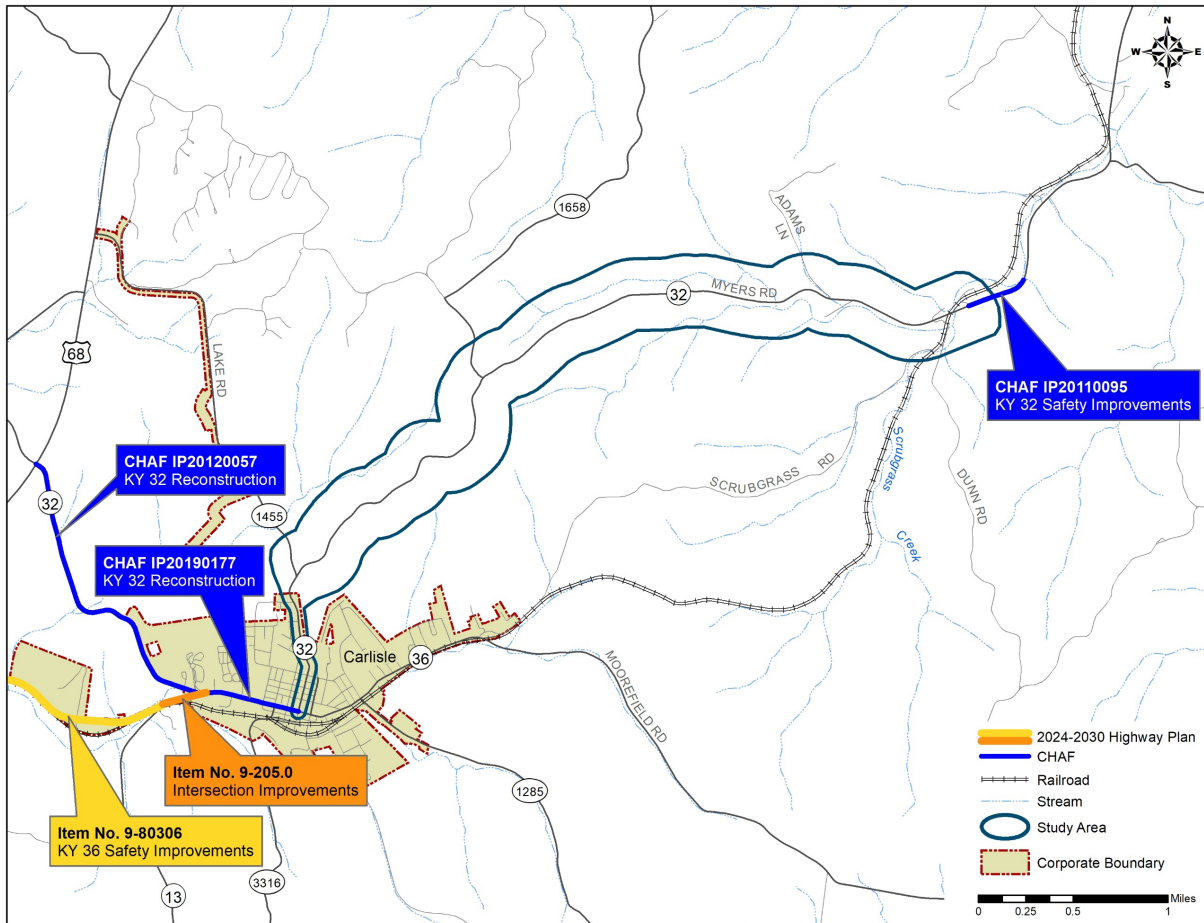 N
W E
S
1658
ADAMS
LN
32
MYERS RD
68
LAKE RD
CHAF IP20110095
KY 32 Safety Improvements
CHAF IP20120057
KY 32 Reconstruction
32
SCRUBGRASS RD
Scrubgrass
Creek
DUNN RD
1455
CHAF IP20190177
KY 32 Reconstruction
32
Carlisle
36
MOOREFIELD RD
Item No. 9-205.0
Intersection Improvements
1285
Item No. 9-80306
KY 36 Safety Improvements
3316
13
2024-2030 Highway Plan
CHAF
Railroad
Stream
Study Area
Corporate Boundary
Miles
0 0.25 0.5 1